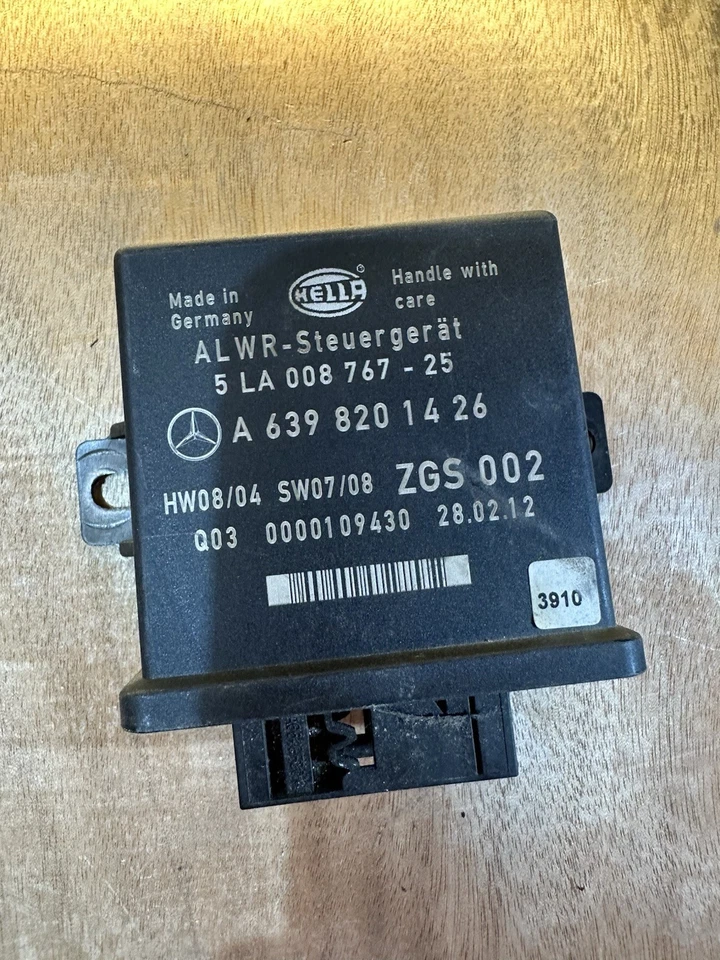 Made in
Germany
HELLA
®
Handle with
care
ALWR-Steuergerät
5 LA 008 767 - 25
A 639 820 14 26
HW08/04 SW07/08 ZGS 002
Q03 0000109430 28.02.12
3910